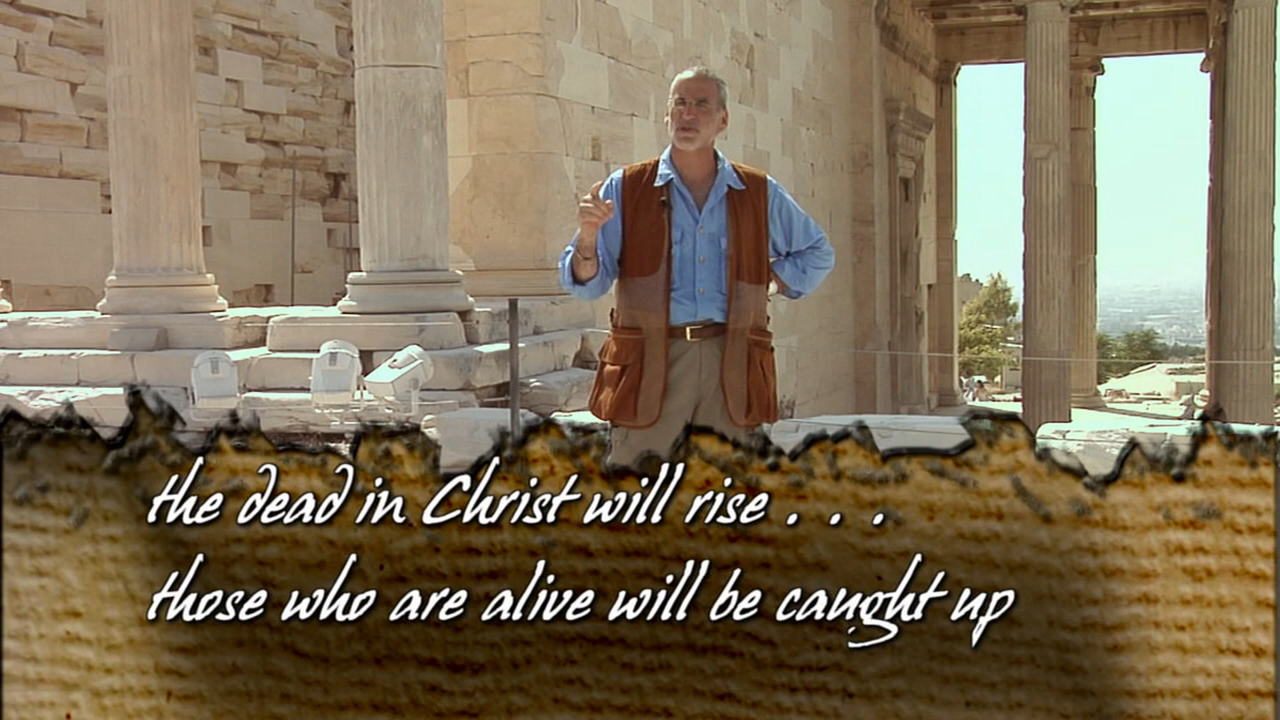 the dead in Christ will rise . . .
those who are alive will be caught up